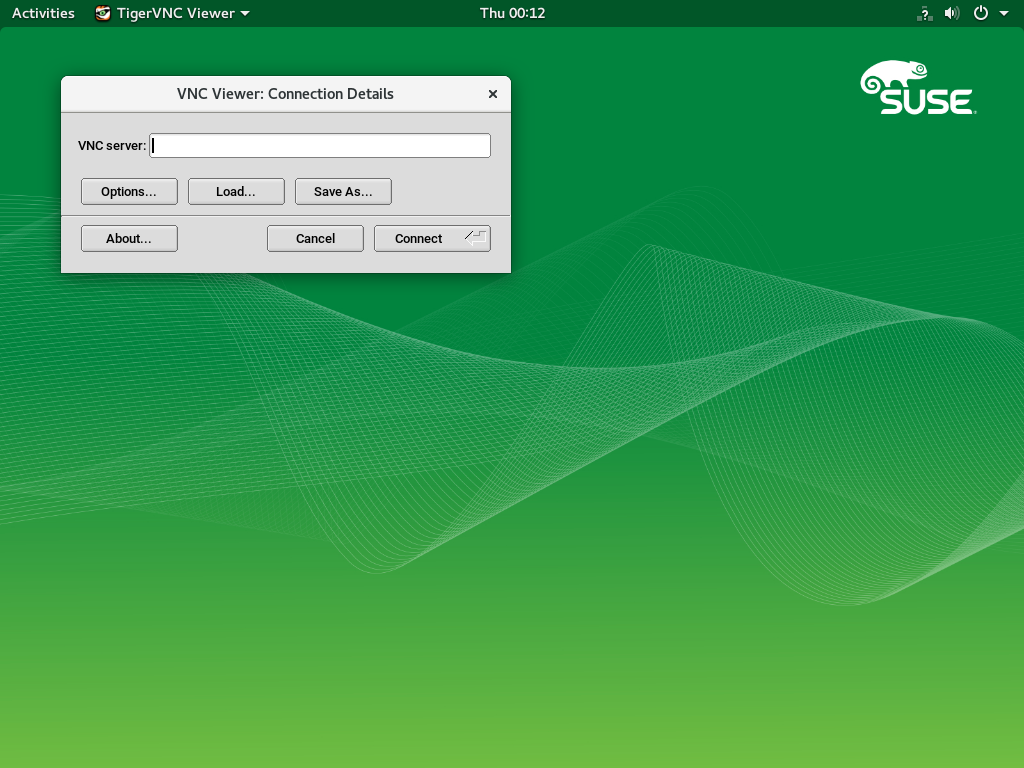 Activities TigerVNC Viewer Thu 00:12
SUSE
VNC Viewer: Connection Details
VNC server:
Options... Load... Save As...
About... Cancel Connect